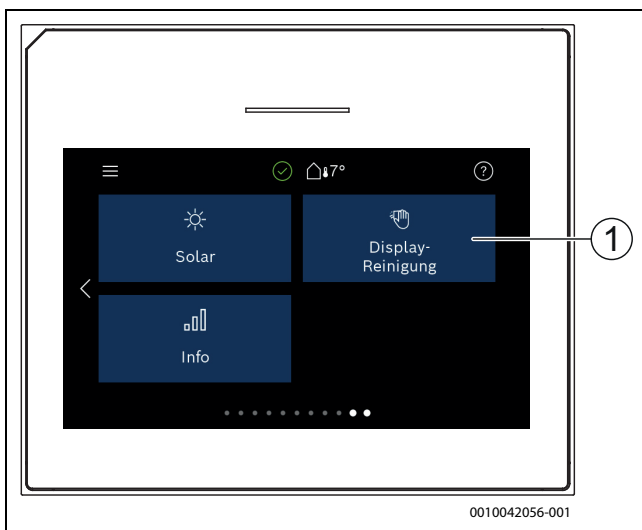 7°
?
Solar
Display-
Reinigung
1
Info
0010042056-001